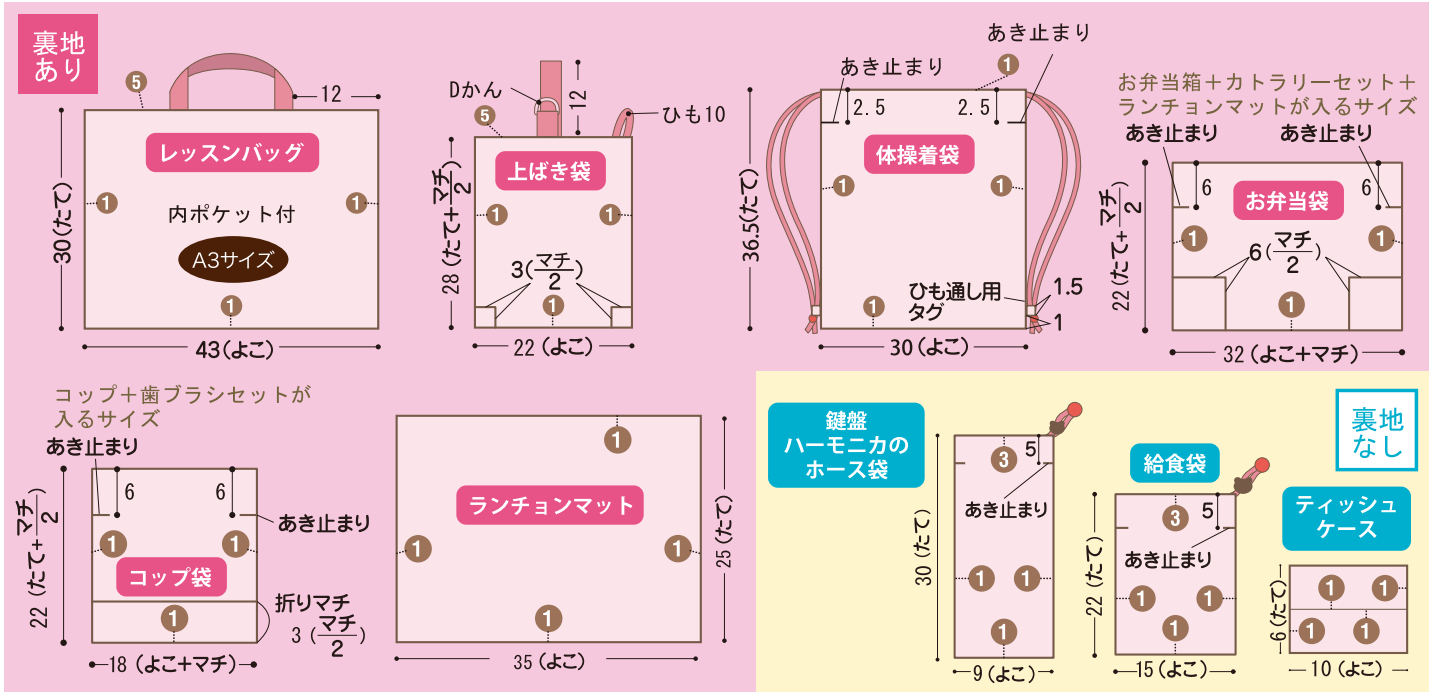 裏地
あり
5
12
レッスンバッグ
30(たて)
1
1
内ポケット付
A3サイズ
1
43(よこ)
Dかん
12
5
ひも10
上ばき袋
28(たて+マチ/2)
1
1
3(マチ/2)
1
22(よこ)
あき止まり
あき止まり
1
2.5
2.5
体操着袋
36.5(たて)
1
1
ひも通し用
タグ
1.5
1
1
30(よこ)
お弁当箱+カトラリーセット+
ランチョンマットが入るサイズ
あき止まり
あき止まり
6
6
お弁当袋
22(たて+マチ/2)
1
1
6(マチ/2)
1
32(よこ+マチ)
コップ+歯ブラシセットが
入るサイズ
あき止まり
6
6
あき止まり
22(たて+マチ/2)
1
1
コップ袋
1
折りマチ
3(マチ/2)
18(よこ+マチ)
1
ランチョンマット
1
1
1
25(たて)
35(よこ)
裏地
なし
鍵盤
ハーモニカの
ホース袋
3
5
あき止まり
30(たて)
1
1
1
9(よこ)
給食袋
3
5
あき止まり
22(たて)
1
1
1
15(よこ)
ティッシュ
ケース
1
1
1
1
6(たて)
10(よこ)